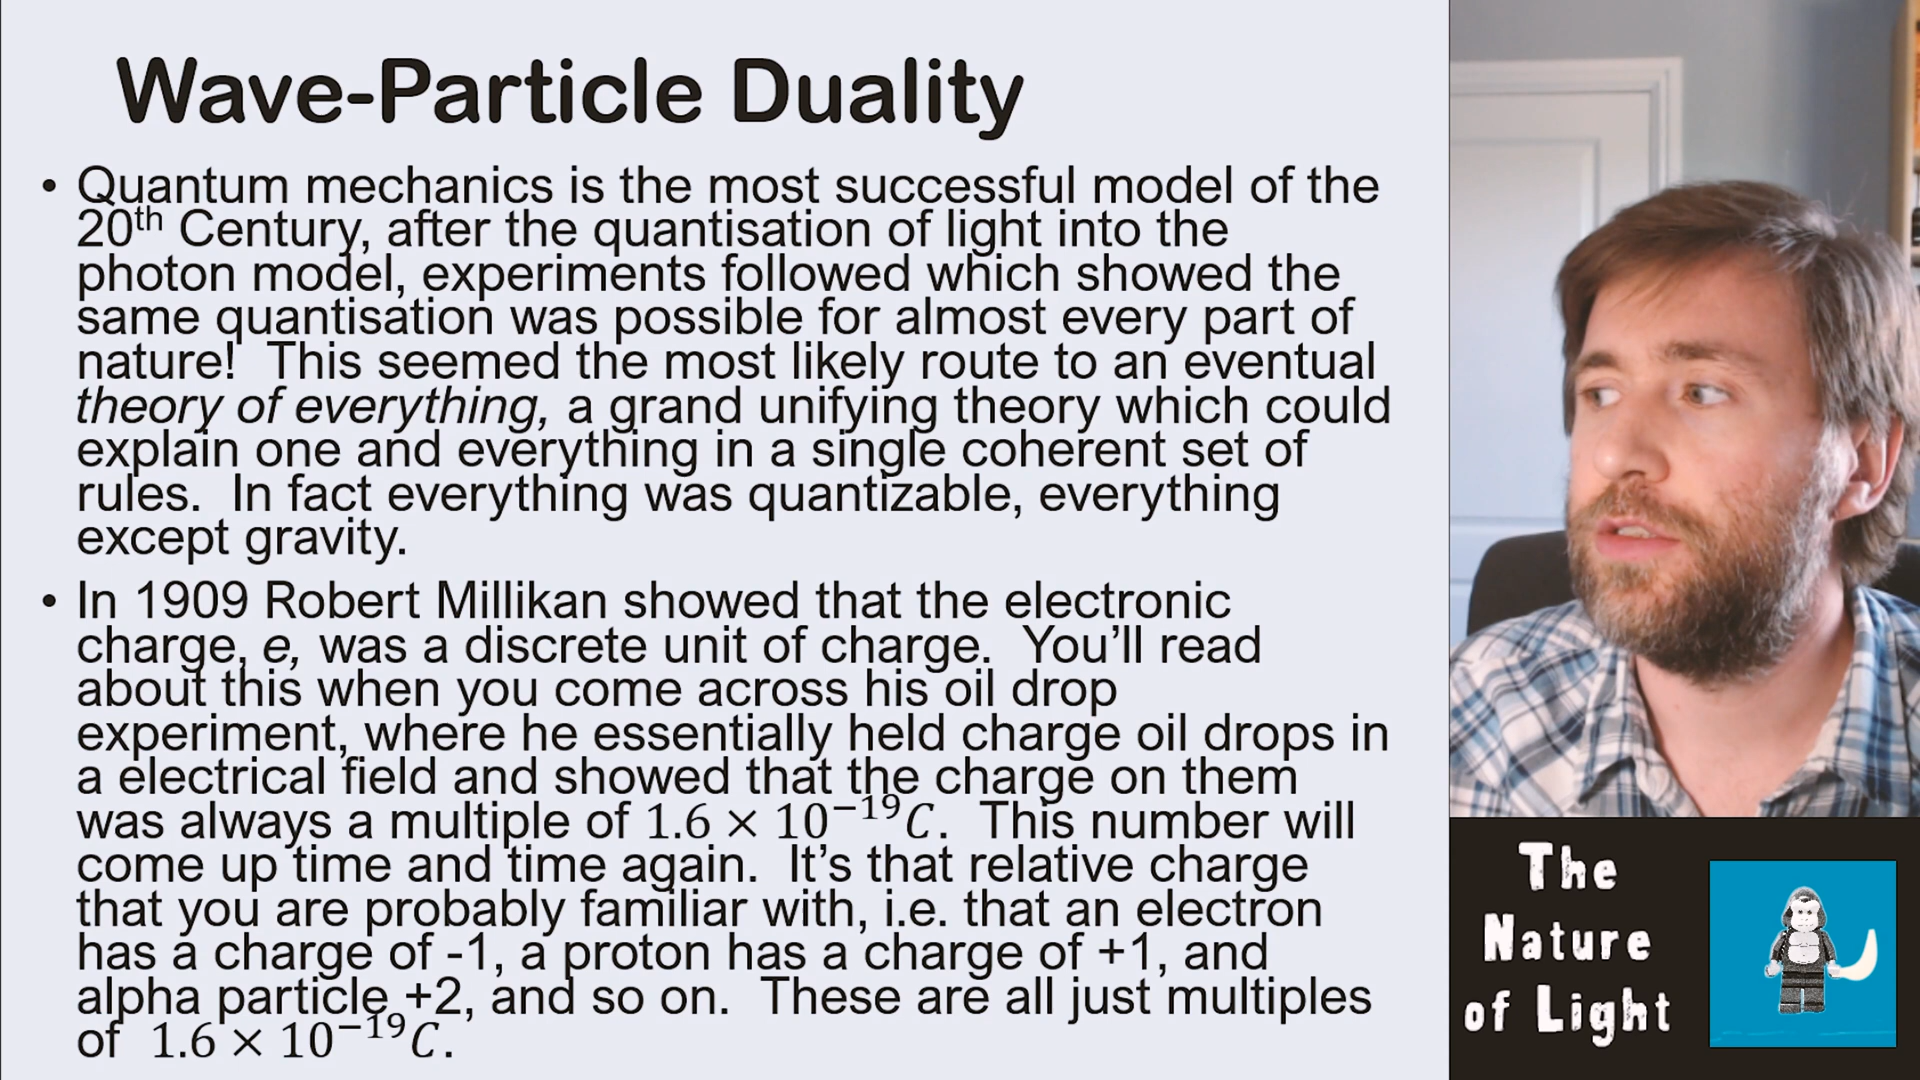 Wave-Particle Duality
• Quantum mechanics is the most successful model of the
20th Century, after the quantisation of light into the
photon model, experiments followed which showed the
same quantisation was possible for almost every part of
nature!  This seemed the most likely route to an eventual
theory of everything, a grand unifying theory which could
explain one and everything in a single coherent set of
rules.  In fact everything was quantizable, everything
except gravity.
• In 1909 Robert Millikan showed that the electronic
charge, e, was a discrete unit of charge.  You’ll read
about this when you come across his oil drop
experiment, where he essentially held charge oil drops in
a electrical field and showed that the charge on them
was always a multiple of 1.6 × 10⁻¹⁹C.  This number will
come up time and time again.  It’s that relative charge
that you are probably familiar with, i.e. that an electron
has a charge of -1, a proton has a charge of +1, and
alpha particle +2, and so on.  These are all just multiples
of 1.6 × 10⁻¹⁹C.
The
Nature
of Light